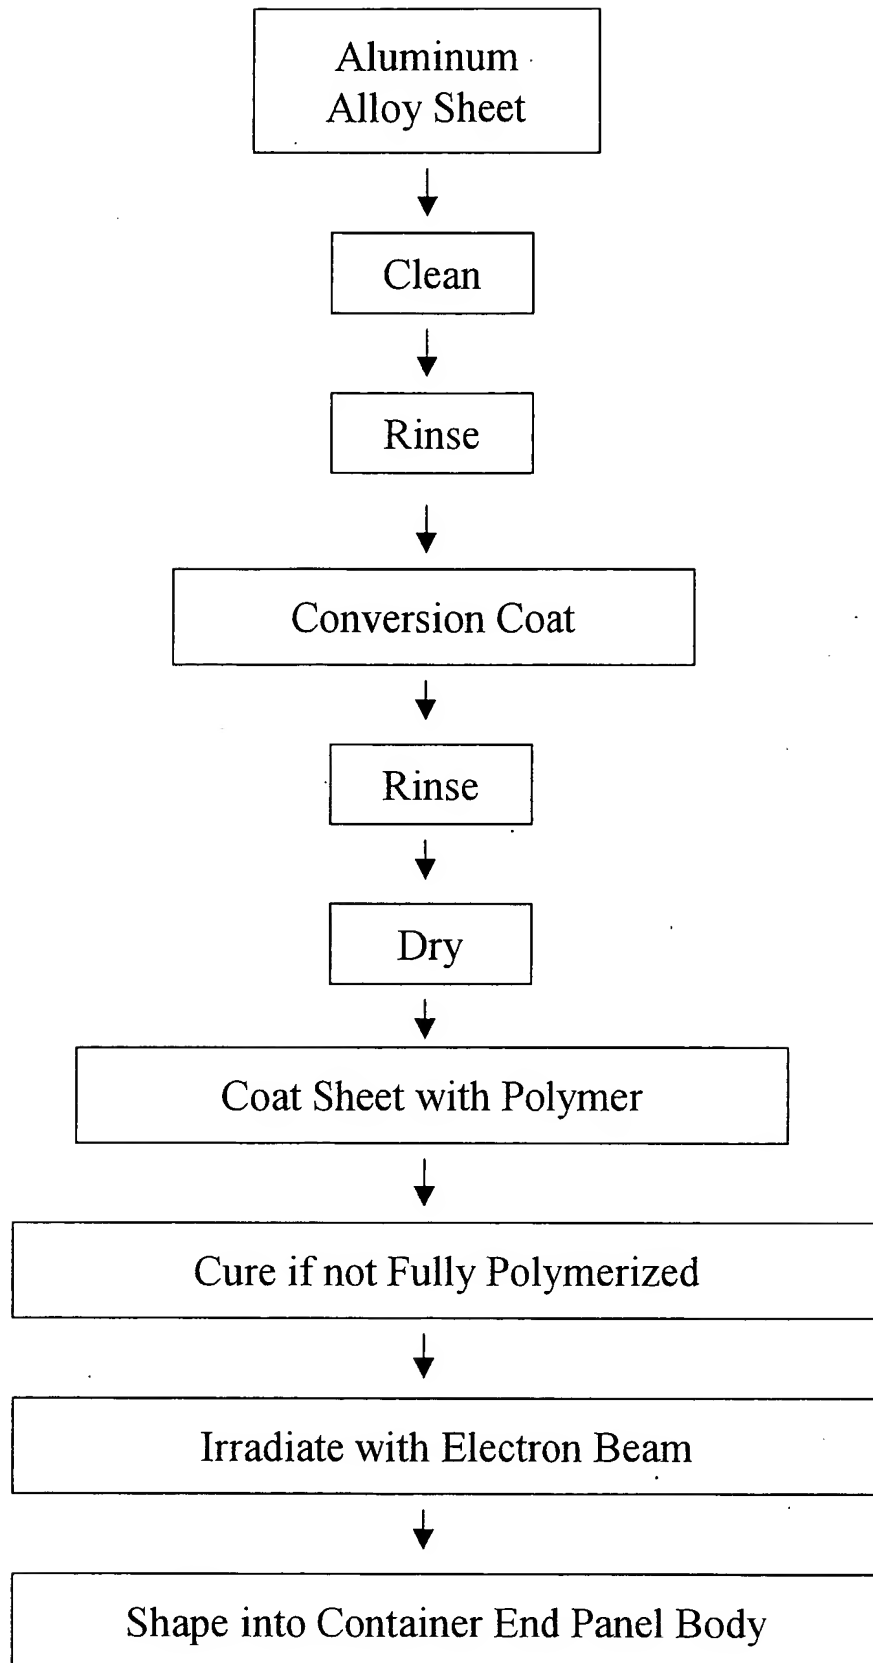 Aluminum
Alloy Sheet
Clean
Rinse
Conversion Coat
Rinse
Dry
Coat Sheet with Polymer
Cure if not Fully Polymerized
Irradiate with Electron Beam
Shape into Container End Panel Body